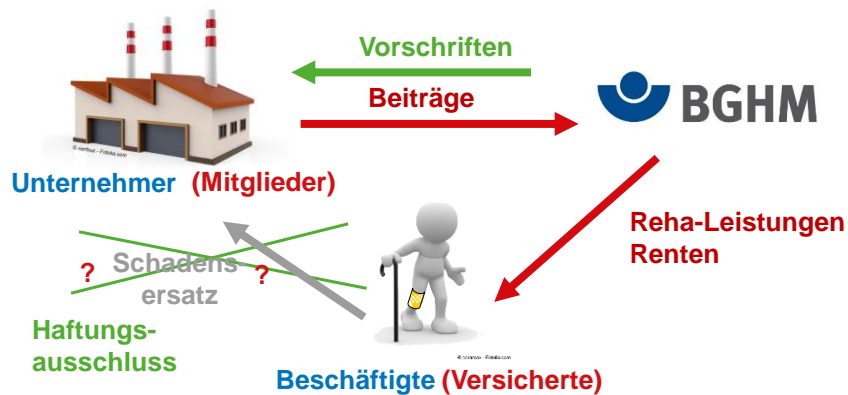 Vorschriften
Beiträge
BGHM
Unternehmer (Mitglieder)
Reha-Leistungen
Renten
? Schadens- ?
ersatz
Haftungs-
ausschluss
Beschäftigte (Versicherte)